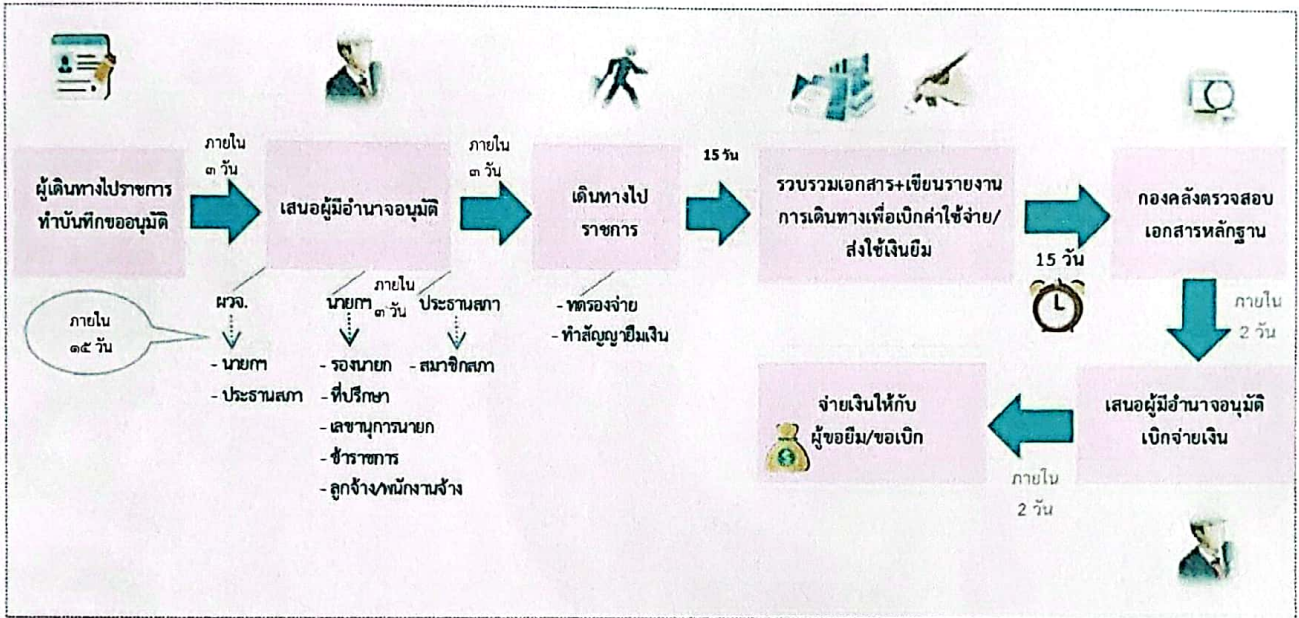 ผู้เดินทางไปราชการ
ทำบันทึกขออนุมัติ
ภายใน
๓ วัน
เสนอผู้มีอำนาจอนุมัติ
ภายใน
๓ วัน
เดินทางไป
ราชการ
15 วัน
รวบรวมเอกสาร+เขียนรายงาน
การเดินทางเพื่อเบิกค่าใช้จ่าย/
ส่งใช้เงินยืม
15 วัน
กองคลังตรวจสอบ
เอกสารหลักฐาน
ภายใน
๑๕ วัน
ผวจ.
- นายกฯ
- ประธานสภา
นายกฯ
ภายใน
๓ วัน
- รองนายก
- ที่ปรึกษา
- เลขานุการนายก
- ข้าราชการ
- ลูกจ้าง/พนักงานจ้าง
ประธานสภา
- สมาชิกสภา
- ทดรองจ่าย
- ทำสัญญายืมเงิน
ภายใน
2 วัน
เสนอผู้มีอำนาจอนุมัติ
เบิกจ่ายเงิน
ภายใน
2 วัน
จ่ายเงินให้กับ
ผู้ขอยืม/ขอเบิก